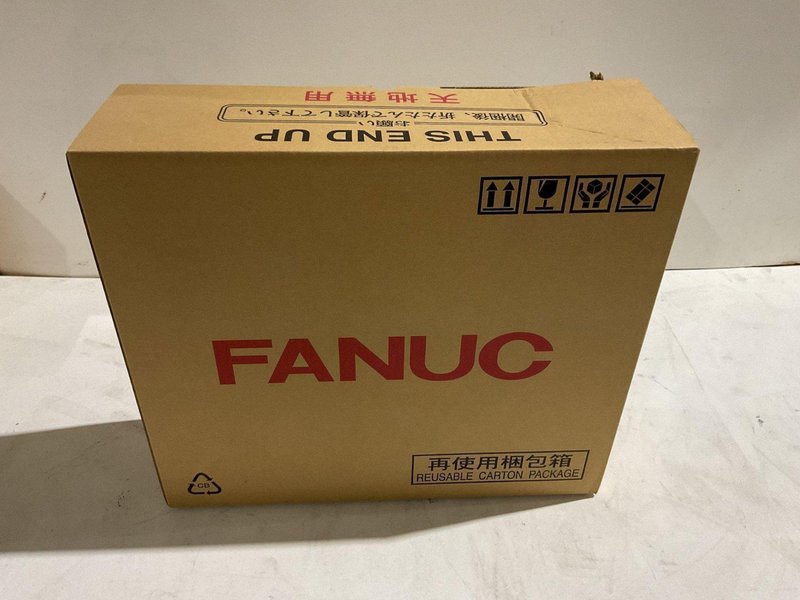 天地無用
お願い
開梱後、折たたんで保管して下さい。
THIS END UP
FANUC
再使用梱包箱
REUSABLE CARTON PACKAGE
CB